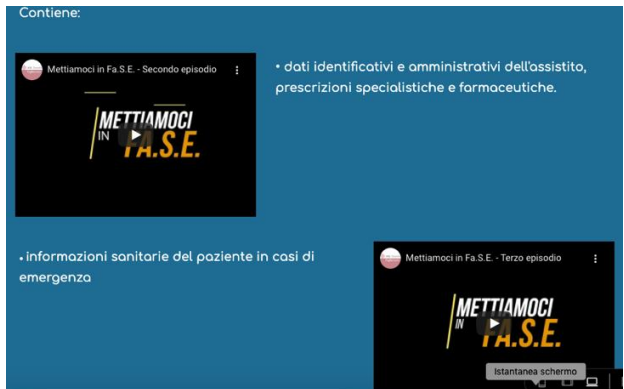 Contiene:
Mettiamoci in Fa.S.E. - Secondo episodio
METTIAMOCI
IN FA.S.E.
• dati identificativi e amministrativi dell'assistito,
prescrizioni specialistiche e farmaceutiche.
• informazioni sanitarie del paziente in casi di
emergenza
Mettiamoci in Fa.S.E. - Terzo episodio
METTIAMOCI
IN FA.S.E.
Istantanea schermo